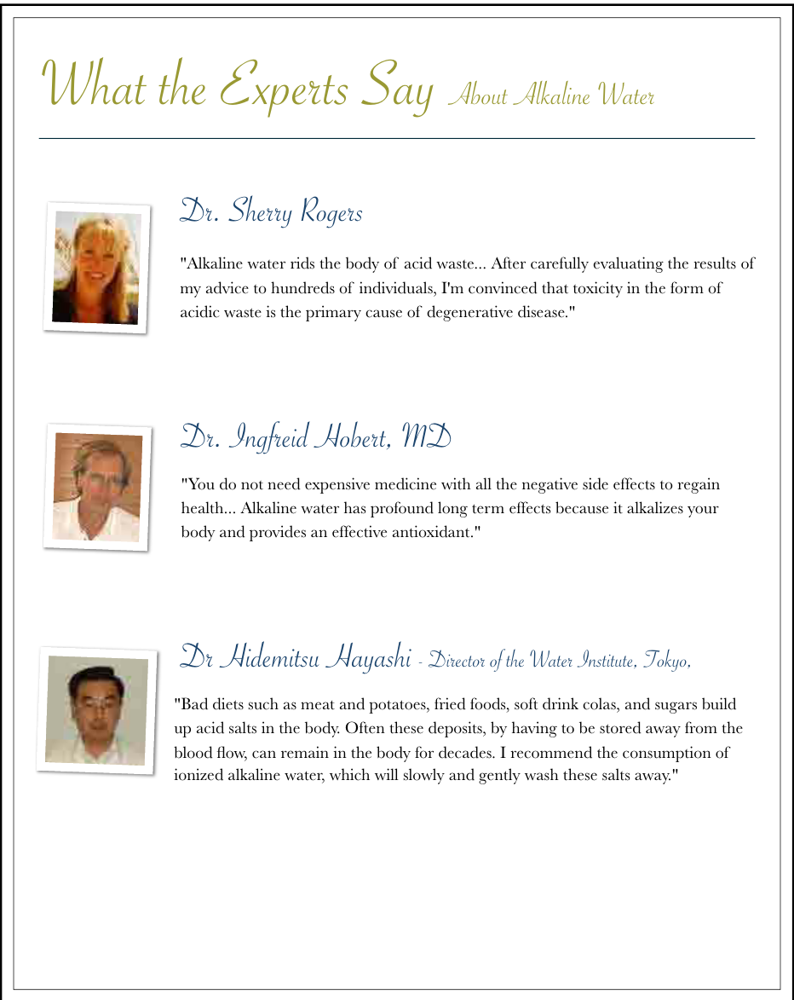 What the Experts Say About Alkaline Water
Dr. Sherry Rogers
"Alkaline water rids the body of acid waste... After carefully evaluating the results of
my advice to hundreds of individuals, I'm convinced that toxicity in the form of
acidic waste is the primary cause of degenerative disease."
Dr. Ingfreid Hobert, MD
"You do not need expensive medicine with all the negative side effects to regain
health... Alkaline water has profound long term effects because it alkalizes your
body and provides an effective antioxidant."
Dr Hidemitsu Hayashi - Director of the Water Institute, Tokyo,
"Bad diets such as meat and potatoes, fried foods, soft drink colas, and sugars build
up acid salts in the body. Often these deposits, by having to be stored away from the
blood flow, can remain in the body for decades. I recommend the consumption of
ionized alkaline water, which will slowly and gently wash these salts away."